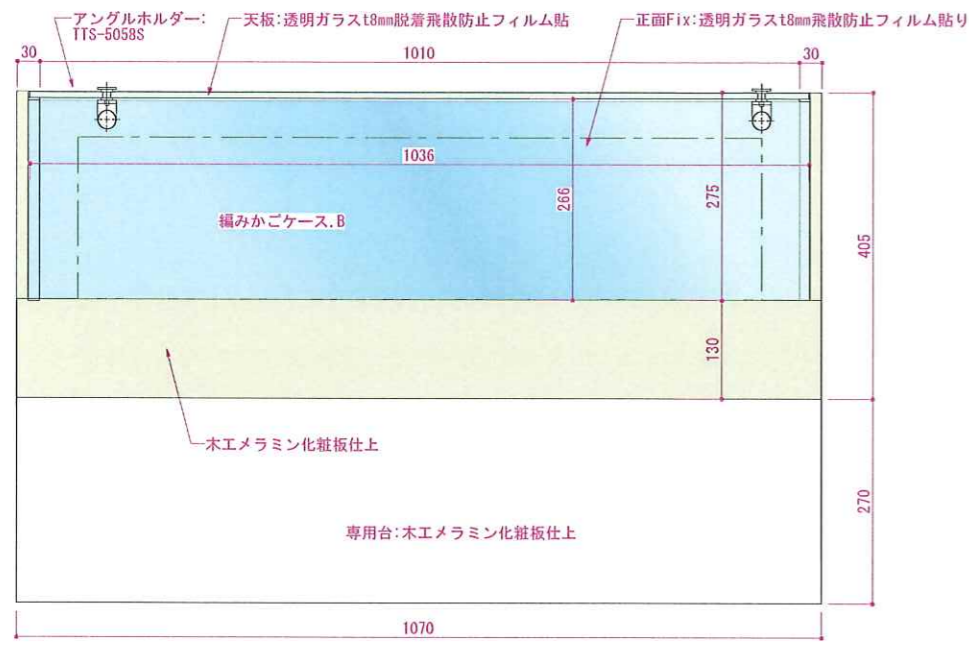 アングルホルダー:
TTS-5058S
天板:透明ガラスt8mm脱着飛散防止フィルム貼
正面Fix:透明ガラスt8mm飛散防止フィルム貼り
30
1010
30
1036
266
275
405
編みかごケース.B
130
木工メラミン化粧板仕上
270
専用台:木工メラミン化粧板仕上
1070